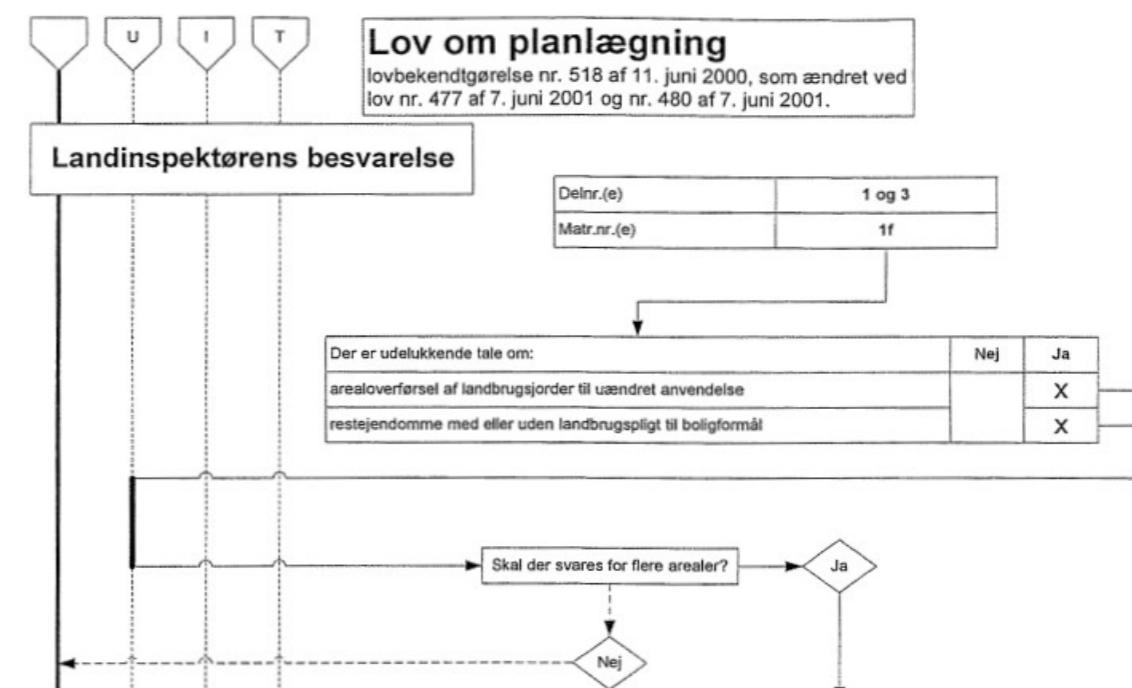 U
I
T
Lov om planlægning
lovbekendtgørelse nr. 518 af 11. juni 2000, som ændret ved
lov nr. 477 af 7. juni 2001 og nr. 480 af 7. juni 2001.
Landinspektørens besvarelse
Delnr.(e) 1 og 3
Matr.nr.(e) 1f
Der er udelukkende tale om: Nej Ja
arealoverførsel af landbrugsjorder til uændret anvendelse X
restejendomme med eller uden landbrugspligt til boligformål X
Skal der svares for flere arealer? Ja
Nej